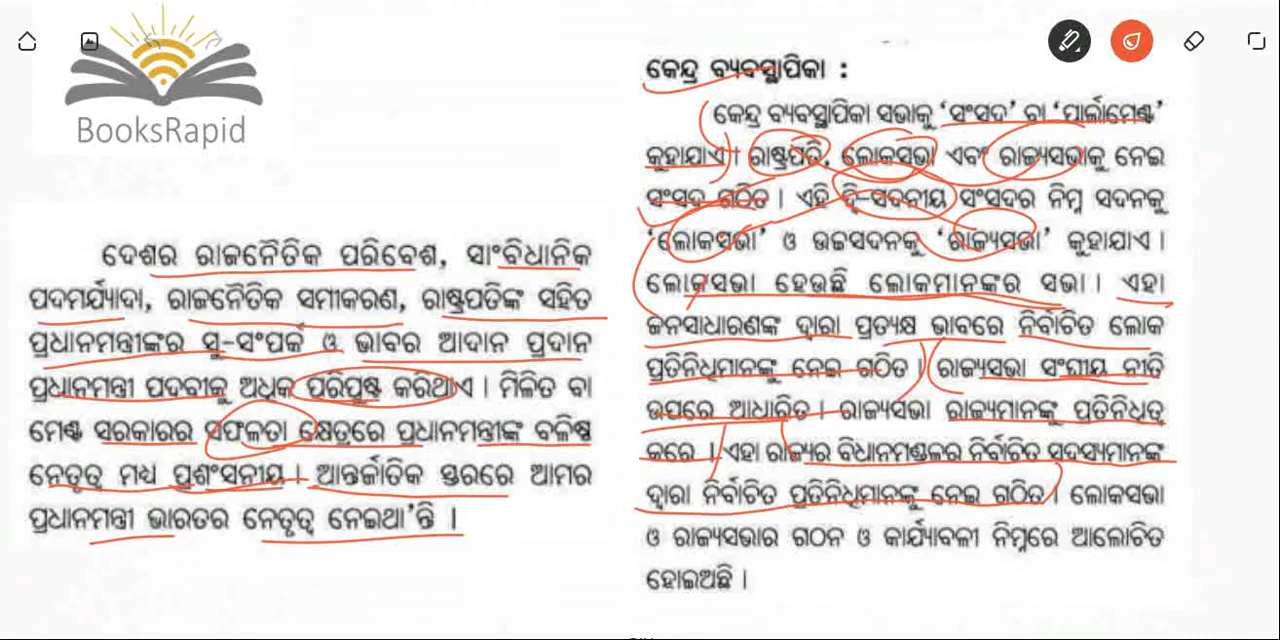 BooksRapid
ଦେଶର ରାଜନୈତିକ ପରିବେଶ, ସାଂବିଧାନିକ
ପଦମର୍ଯ୍ୟାଦା, ରାଜନୈତିକ ସମୀକରଣ, ରାଷ୍ଟ୍ରପତିଙ୍କ ସହିତ
ପ୍ରଧାନମନ୍ତ୍ରୀଙ୍କର ସୁ-ସଂପର୍କ ଓ ଭାବର ଆଦାନ ପ୍ରଦାନ
ପ୍ରଧାନମନ୍ତ୍ରୀ ପଦବୀକୁ ଅଧିକ ପରିପୁଷ୍ଟ କରିଥାଏ । ମିଳିତ ବା
ମେଣ୍ଟ ସରକାରର ସଫଳତା କ୍ଷେତ୍ରରେ ପ୍ରଧାନମନ୍ତ୍ରୀଙ୍କ ବଳିଷ୍ଠ
ନେତୃତ୍ୱ ମଧ୍ୟ ପ୍ରଶଂସନୀୟ । ଆନ୍ତର୍ଜାତିକ ସ୍ତରରେ ଆମର
ପ୍ରଧାନମନ୍ତ୍ରୀ ଭାରତର ନେତୃତ୍ୱ ନେଇଥା’ନ୍ତି ।
କେନ୍ଦ୍ର ବ୍ୟବସ୍ଥାପିକା :
କେନ୍ଦ୍ର ବ୍ୟବସ୍ଥାପିକା ସଭାକୁ ‘ସଂସଦ’ ବା ‘ପାର୍ଲାମେଣ୍ଟ’
କୁହାଯାଏ । ରାଷ୍ଟ୍ରପତି, ଲୋକସଭା ଏବଂ ରାଜ୍ୟସଭାକୁ ନେଇ
ସଂସଦ ଗଠିତ । ଏହି ଦ୍ୱି-ସଦନୀୟ ସଂସଦର ନିମ୍ନ ସଦନକୁ
‘ଲୋକସଭା’ ଓ ଉଚ୍ଚସଦନକୁ ‘ରାଜ୍ୟସଭା’ କୁହାଯାଏ ।
ଲୋକସଭା ହେଉଛି ଲୋକମାନଙ୍କର ସଭା । ଏହା
ଜନସାଧାରଣଙ୍କ ଦ୍ୱାରା ପ୍ରତ୍ୟକ୍ଷ ଭାବରେ ନିର୍ବାଚିତ ଲୋକ
ପ୍ରତିନିଧିମାନଙ୍କୁ ନେଇ ଗଠିତ । ରାଜ୍ୟସଭା ସଂଘୀୟ ନୀତି
ଉପରେ ଆଧାରିତ । ରାଜ୍ୟସଭା ରାଜ୍ୟମାନଙ୍କୁ ପ୍ରତିନିଧିତ୍ୱ
କରେ । ଏହା ରାଜ୍ୟର ବିଧାନମଣ୍ଡଳର ନିର୍ବାଚିତ ସଦସ୍ୟମାନଙ୍କ
ଦ୍ୱାରା ନିର୍ବାଚିତ ପ୍ରତିନିଧିମାନଙ୍କୁ ନେଇ ଗଠିତ । ଲୋକସଭା
ଓ ରାଜ୍ୟସଭାର ଗଠନ ଓ କାର୍ଯ୍ୟାବଳୀ ନିମ୍ନରେ ଆଲୋଚିତ
ହୋଇଅଛି ।